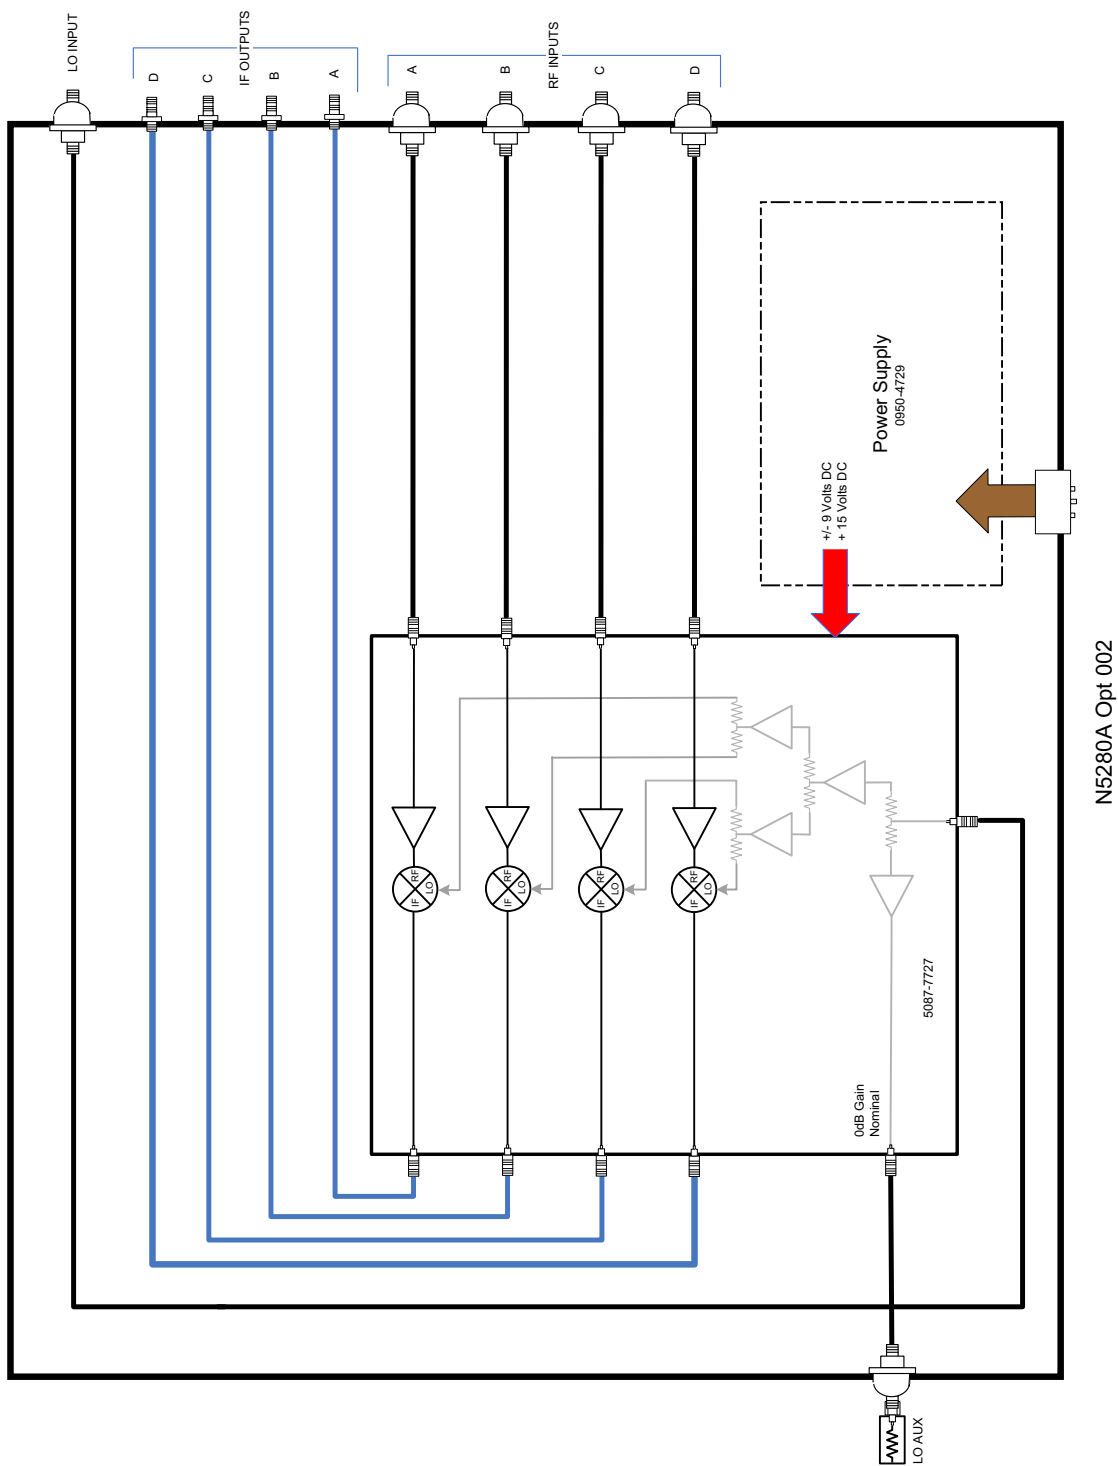 LO INPUT
IF OUTPUTS
D
C
B
A
RF INPUTS
A
B
C
D
Power Supply
0950-4729
+/- 9 Volts DC
+ 15 Volts DC
RF
LO
IF
RF
LO
IF
RF
LO
IF
RF
LO
IF
5087-7727
0dB Gain
Nominal
LO AUX
N5280A Opt 002